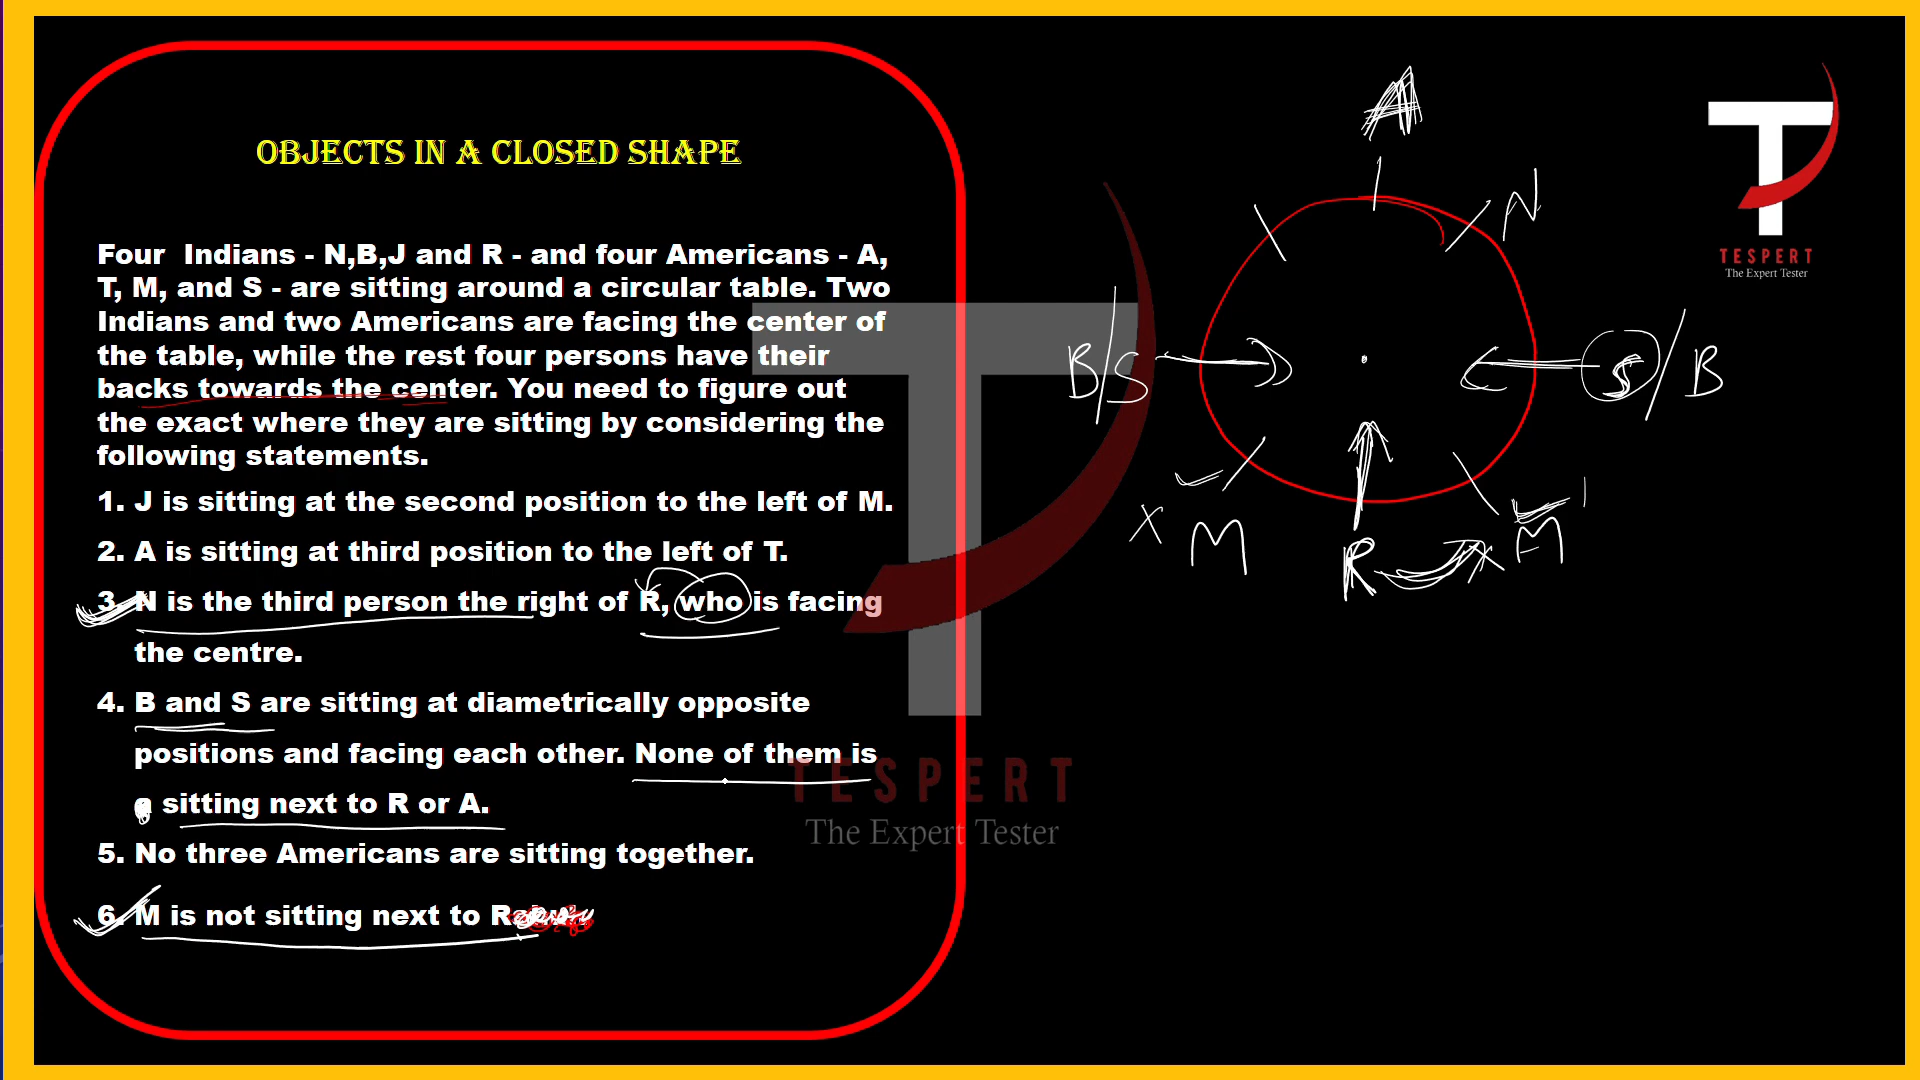 OBJECTS IN A CLOSED SHAPE
Four Indians - N,B,J and R - and four Americans - A,
T, M, and S - are sitting around a circular table. Two
Indians and two Americans are facing the center of
the table, while the rest four persons have their
backs towards the center. You need to figure out
the exact where they are sitting by considering the
following statements.
1. J is sitting at the second position to the left of M.
2. A is sitting at third position to the left of T.
3. N is the third person the right of R, who is facing
the centre.
4. B and S are sitting at diametrically opposite
positions and facing each other. None of them is
sitting next to R or A.
5. No three Americans are sitting together.
6. M is not sitting next to R
A
N
B/S
S/B
x M
R
x M
T
TESPERT
The Expert Tester
T
TESPERT
The Expert Tester